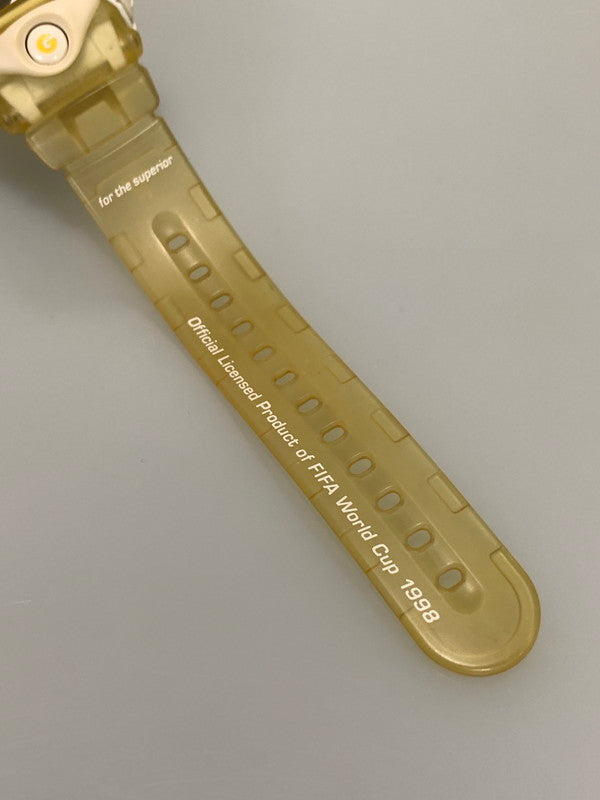 G
for the superior
Official Licensed Product of FIFA World Cup 1998